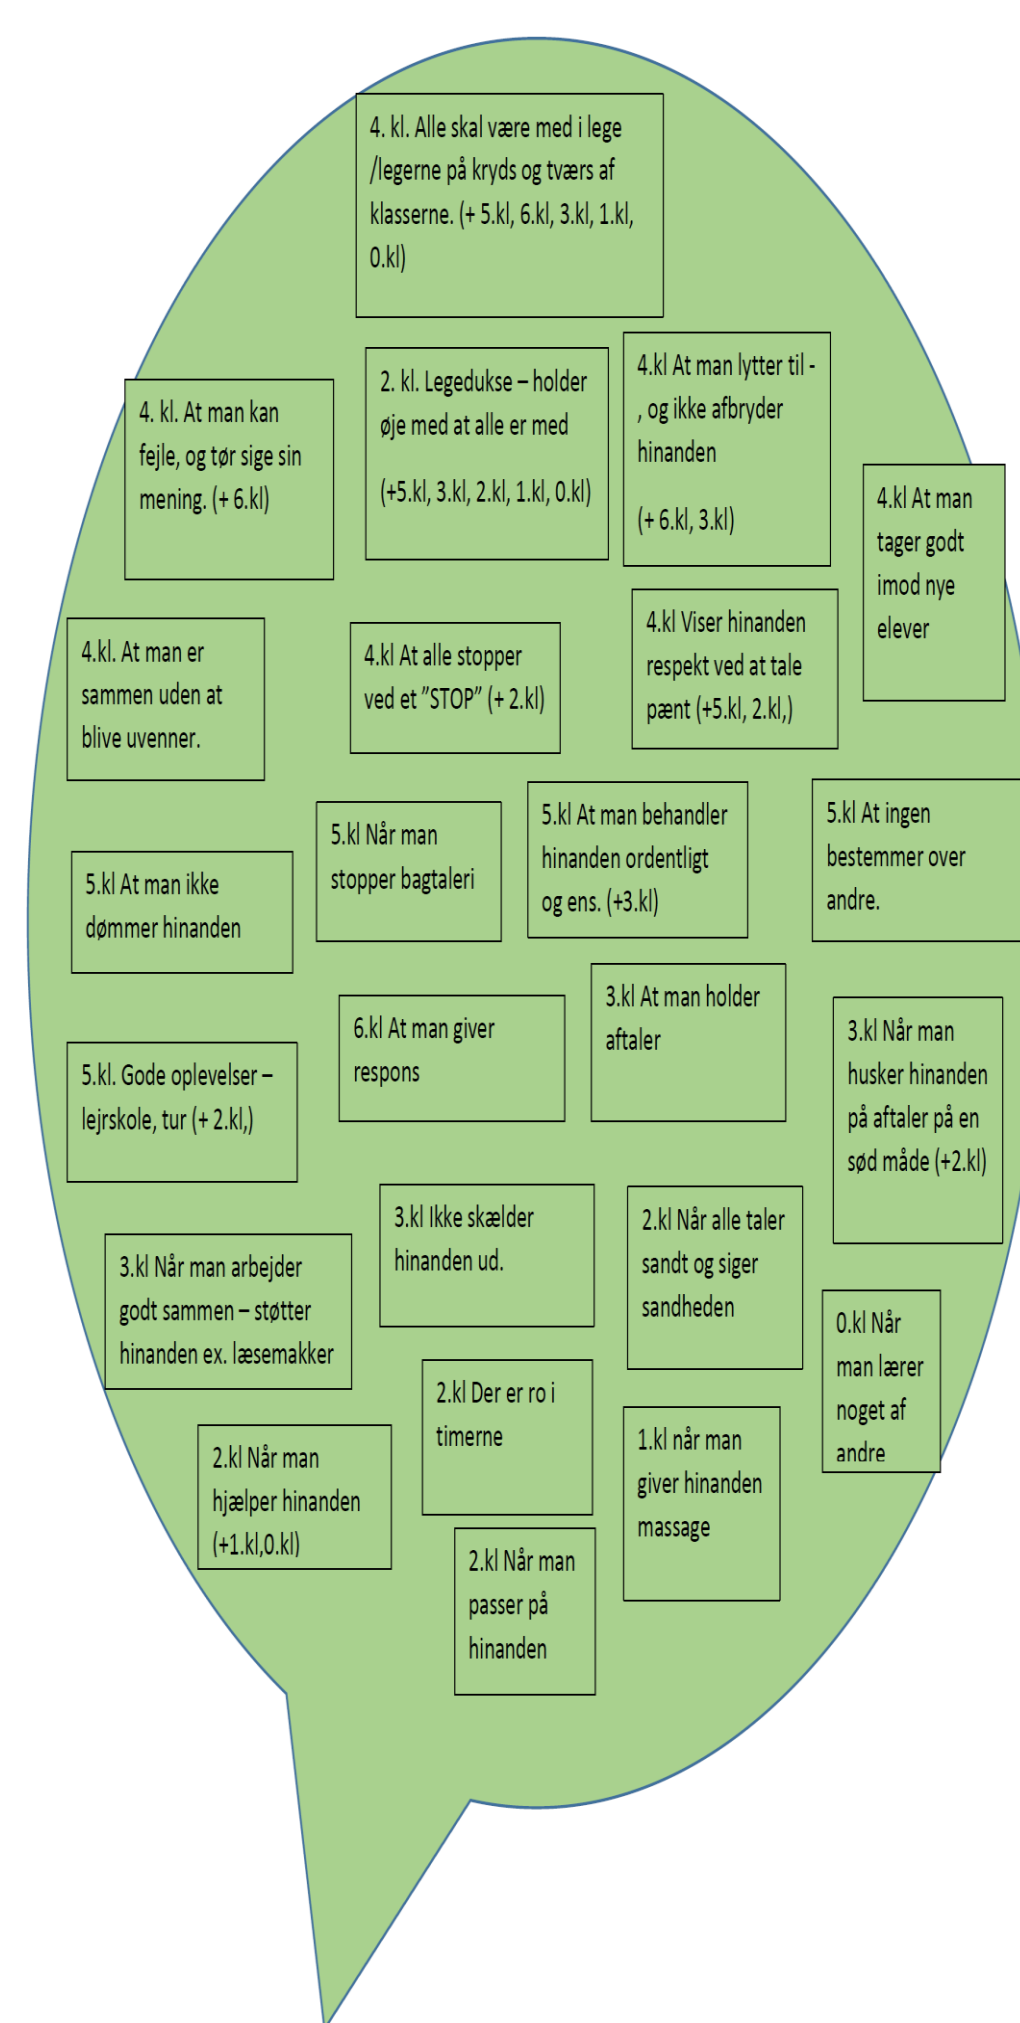 4. kl. Alle skal være med i lege
/legerne på kryds og tværs af
klasserne. (+ 5.kl, 6.kl, 3.kl, 1.kl,
0.kl)
4. kl. At man kan
fejle, og tør sige sin
mening. (+ 6.kl)
2. kl. Legedukse – holder
øje med at alle er med
(+5.kl, 3.kl, 2.kl, 1.kl, 0.kl)
4.kl At man lytter til -
, og ikke afbryder
hinanden
(+ 6.kl, 3.kl)
4.kl At man
tager godt
imod nye
elever
4.kl. At man er
sammen uden at
blive uvenner.
4.kl At alle stopper
ved et ”STOP” (+ 2.kl)
4.kl Viser hinanden
respekt ved at tale
pænt (+5.kl, 2.kl,)
5.kl At man ikke
dømmer hinanden
5.kl Når man
stopper bagtaleri
5.kl At man behandler
hinanden ordentligt
og ens. (+3.kl)
5.kl At ingen
bestemmer over
andre.
5.kl. Gode oplevelser –
lejrskole, tur (+ 2.kl,)
6.kl At man giver
respons
3.kl At man holder
aftaler
3.kl Når man
husker hinanden
på aftaler på en
sød måde (+2.kl)
3.kl Når man arbejder
godt sammen – støtter
hinanden ex. læsemakker
3.kl Ikke skælder
hinanden ud.
2.kl Når alle taler
sandt og siger
sandheden
0.kl Når
man lærer
noget af
andre
2.kl Når man
hjælper hinanden
(+1.kl,0.kl)
2.kl Der er ro i
timerne
1.kl når man
giver hinanden
massage
2.kl Når man
passer på
hinanden